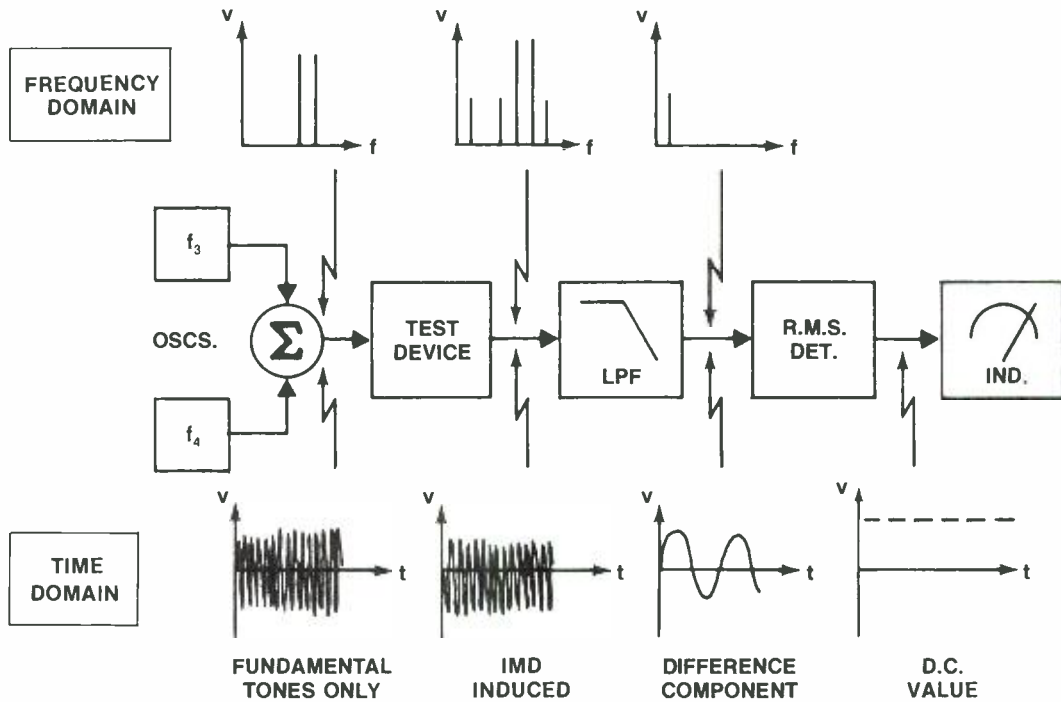 FREQUENCY
DOMAIN
v
f
v
f
v
f
f₃
OSCS.
Σ
f₄
TEST
DEVICE
LPF
R.M.S.
DET.
IND.
TIME
DOMAIN
v
t
v
t
v
t
v
t
FUNDAMENTAL
TONES ONLY
IMD
INDUCED
DIFFERENCE
COMPONENT
D.C.
VALUE